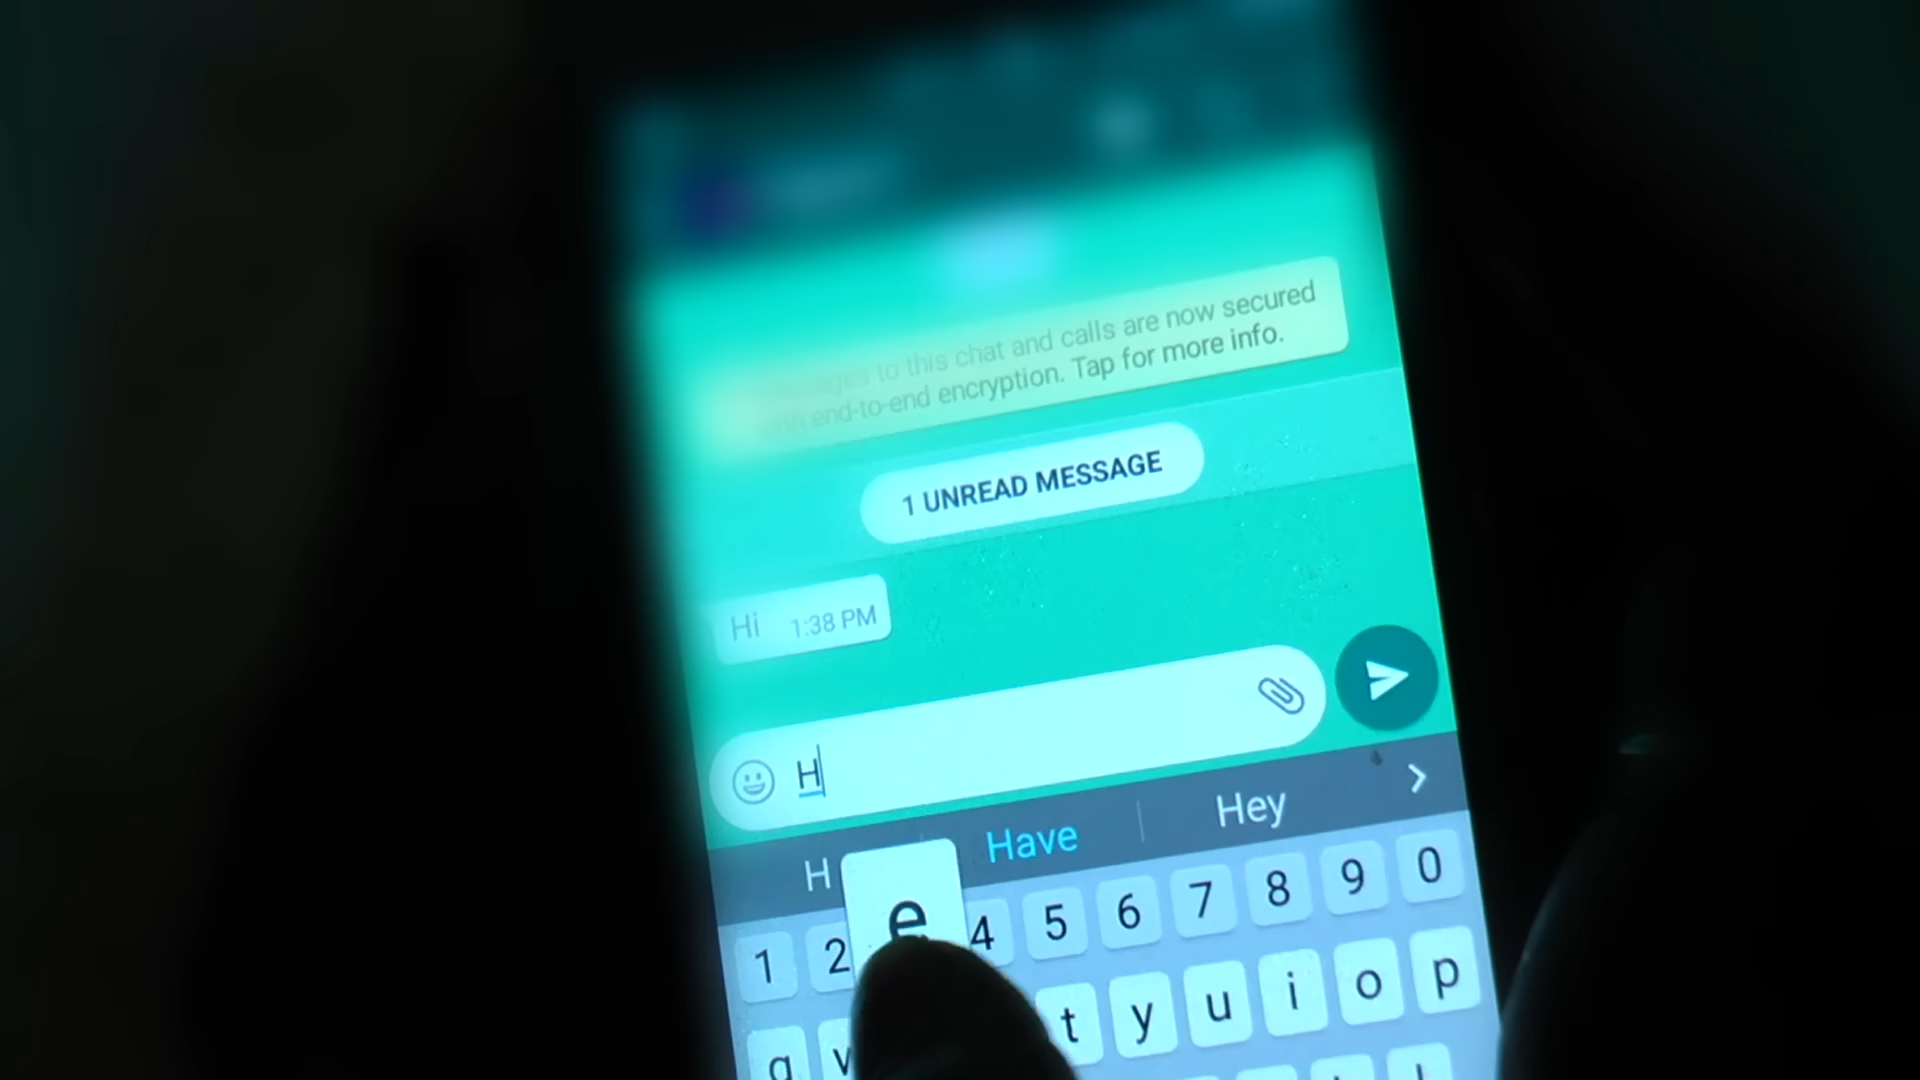 to this chat and calls are now secured
end-to-end encryption. Tap for more info.
1 UNREAD MESSAGE
Hi 1:38 PM
H
H Have Hey
e
1 2 4 5 6 7 8 9 0
q w t y u i o p